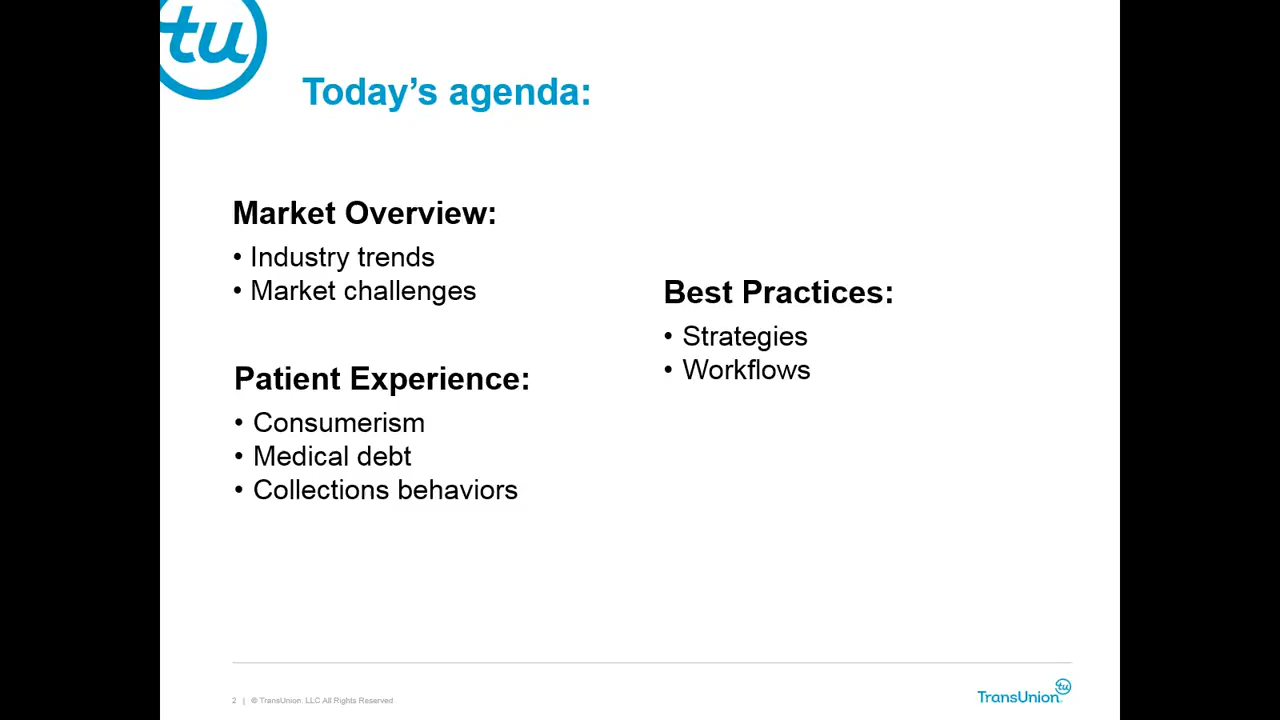 tu
Today’s agenda:
Market Overview:
• Industry trends
• Market challenges
Patient Experience:
• Consumerism
• Medical debt
• Collections behaviors
Best Practices:
• Strategies
• Workflows
2 | © TransUnion. LLC All Rights Reserved
TransUnion
tu